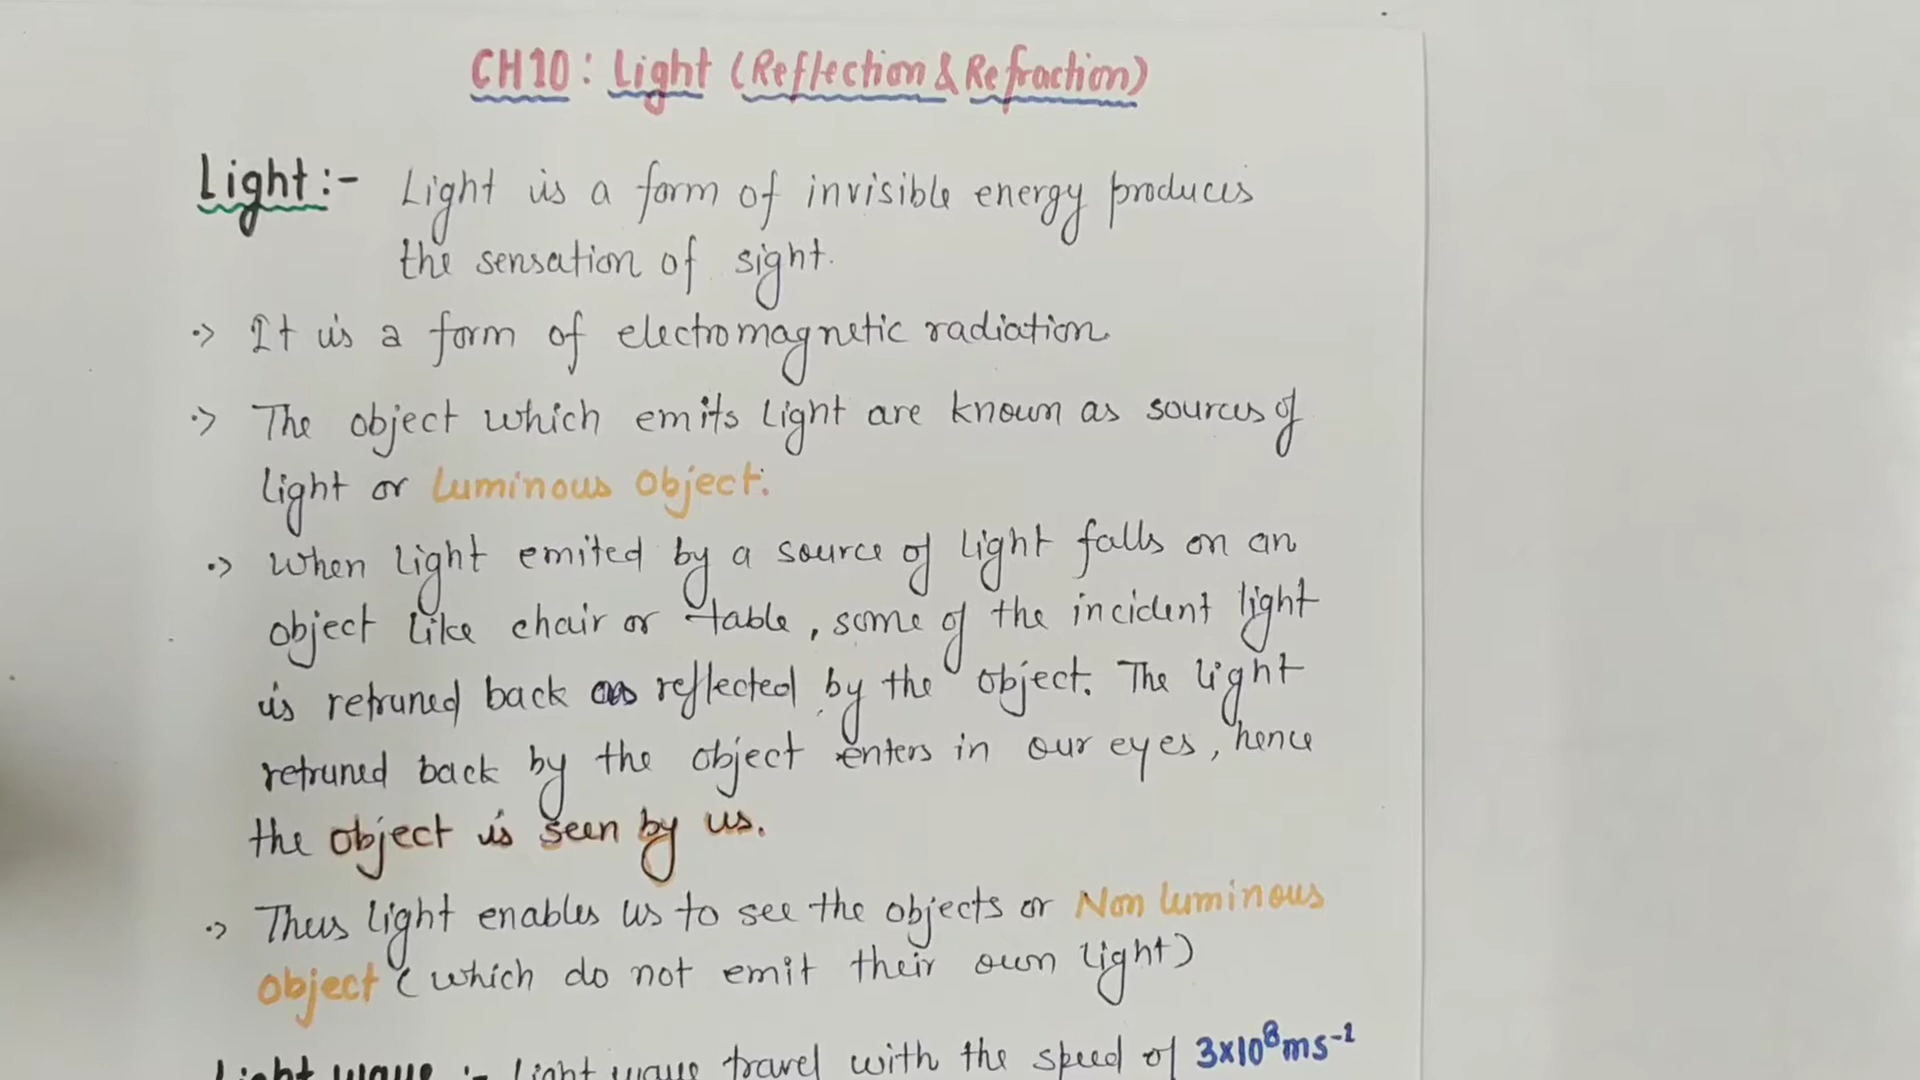 CH10: Light (Reflection & Refraction)
Light:- Light is a form of invisible energy produces
the sensation of sight.
•> It is a form of electromagnetic radiation.
•> The object which emits Light are known as sources of
light or Luminous Object.
•> When Light emited by a source of light falls on an
object like chair or table, some of the incident light
is retruned back as reflected by the object. The light
retruned back by the object enters in our eyes, hence
the object is seen by us.
•> Thus light enables us to see the objects or Non luminous
object (which do not emit their own light)
Light wave :- Light wave travel with the speed of 3x10⁸ms⁻¹